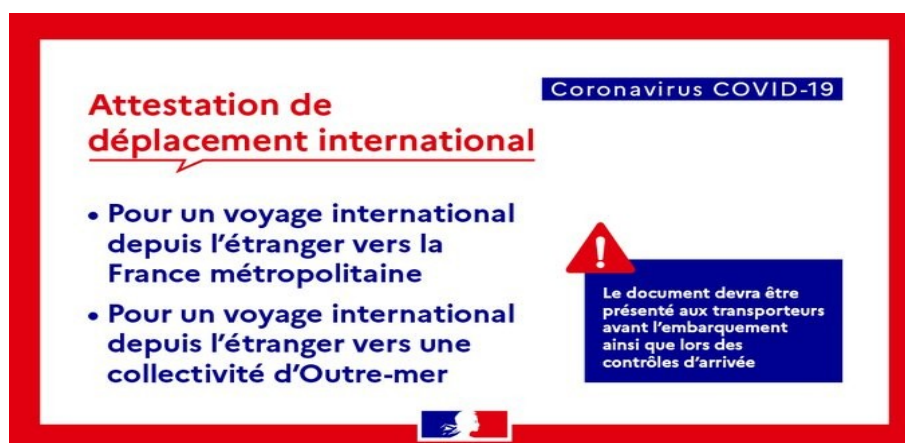 Coronavirus COVID-19
Attestation de
déplacement international
• Pour un voyage international
depuis l'étranger vers la
France métropolitaine
• Pour un voyage international
depuis l'étranger vers une
collectivité d'Outre-mer
!
Le document devra être
présenté aux transporteurs
avant l'embarquement
ainsi que lors des
contrôles d'arrivée